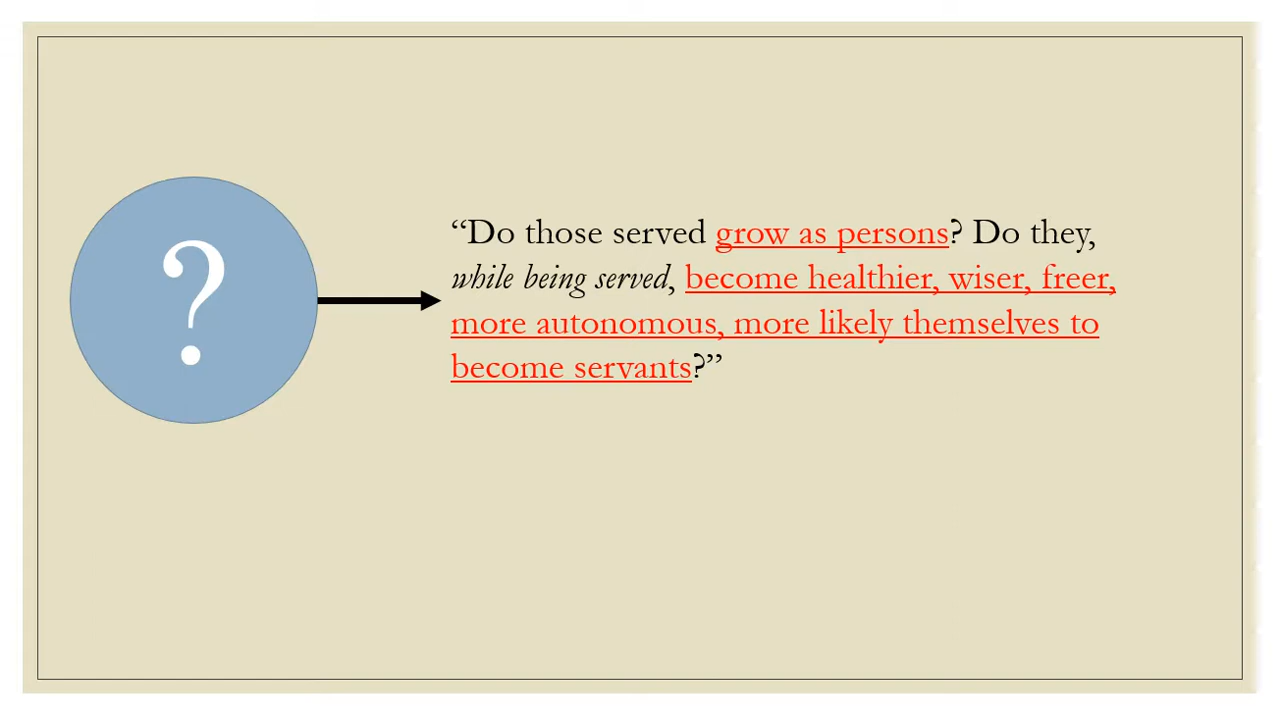 ?
“Do those served grow as persons? Do they,
while being served, become healthier, wiser, freer,
more autonomous, more likely themselves to
become servants?”